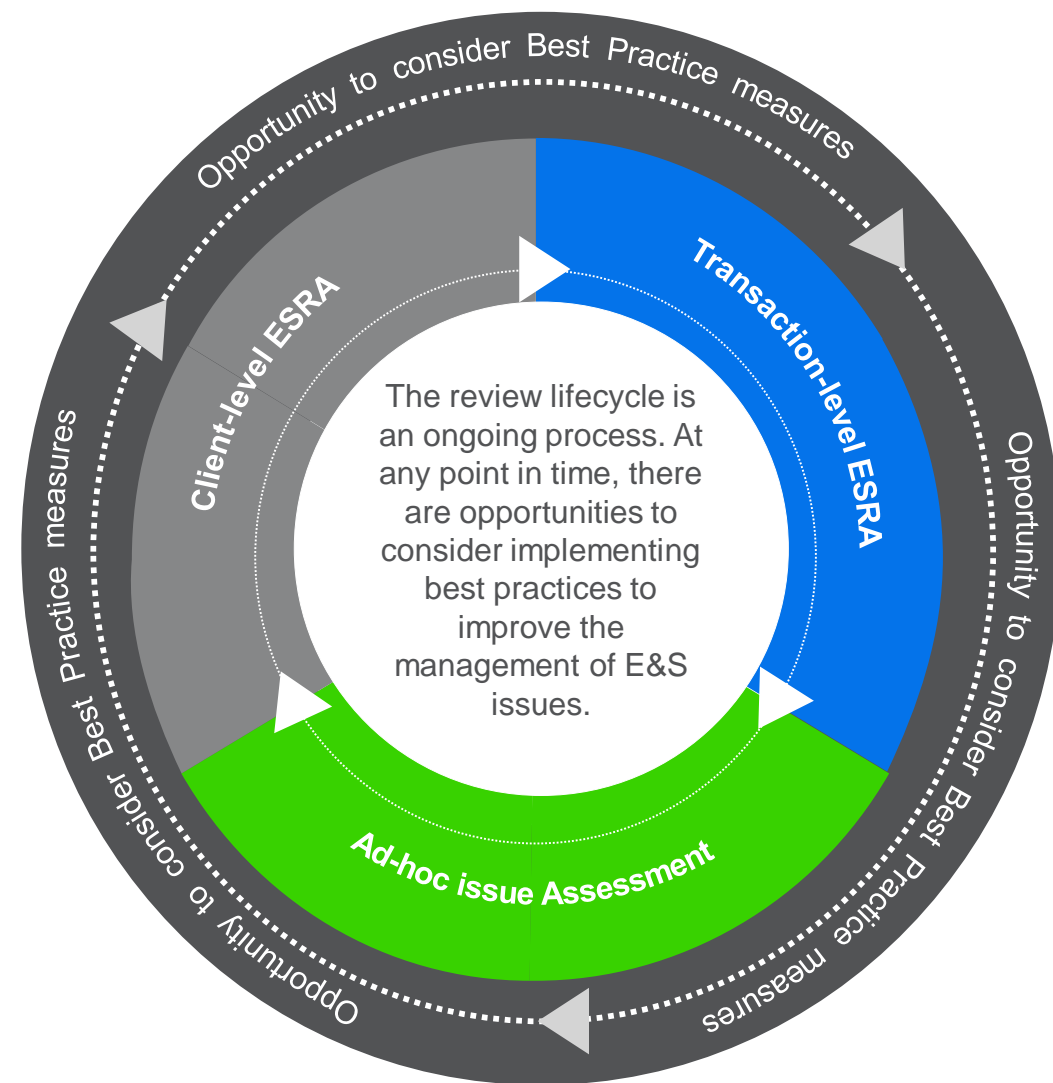 Opportunity to consider Best Practice measures
Opportunity to consider Best Practice measures
Opportunity to consider Best Practice measures
Client-level ESRA
Transaction-level ESRA
Ad-hoc issue Assessment
The review lifecycle is
an ongoing process. At
any point in time, there
are opportunities to
consider implementing
best practices to
improve the
management of E&S
issues.